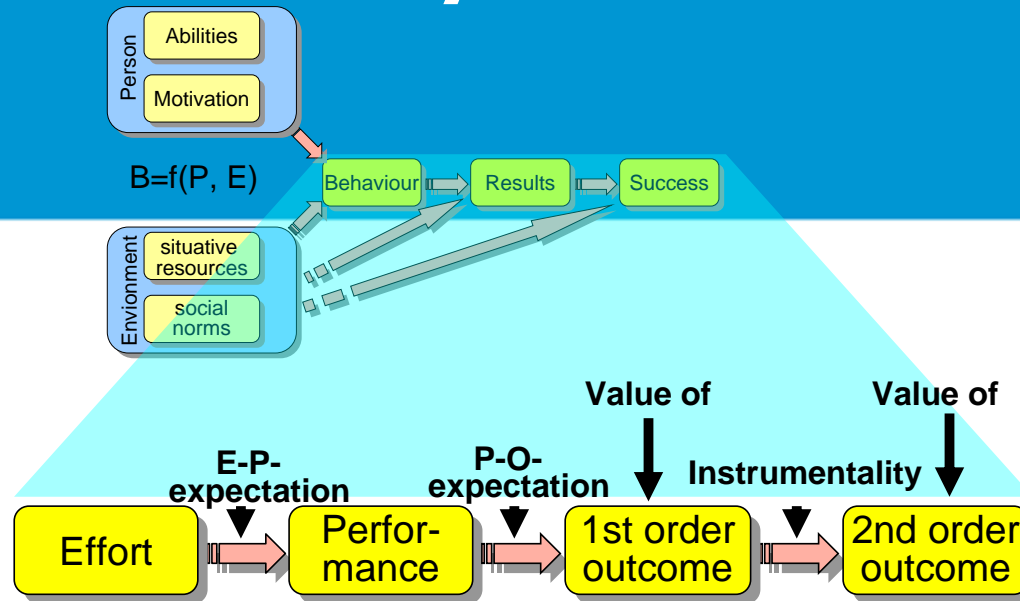 Person
Abilities
Motivation
B=f(P, E)
Behaviour
Results
Success
Envionment
situative
resources
social
norms
Value of
Value of
E-P-
expectation
P-O-
expectation
Instrumentality
Effort
Perfor-
mance
1st order
outcome
2nd order
outcome